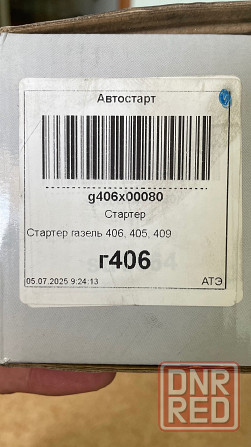 Автостарт
g406x00080
Стартер
Стартер газель 406, 405, 409
г406
05.07.2025 9:24:13
АТЭ
DNR
RED